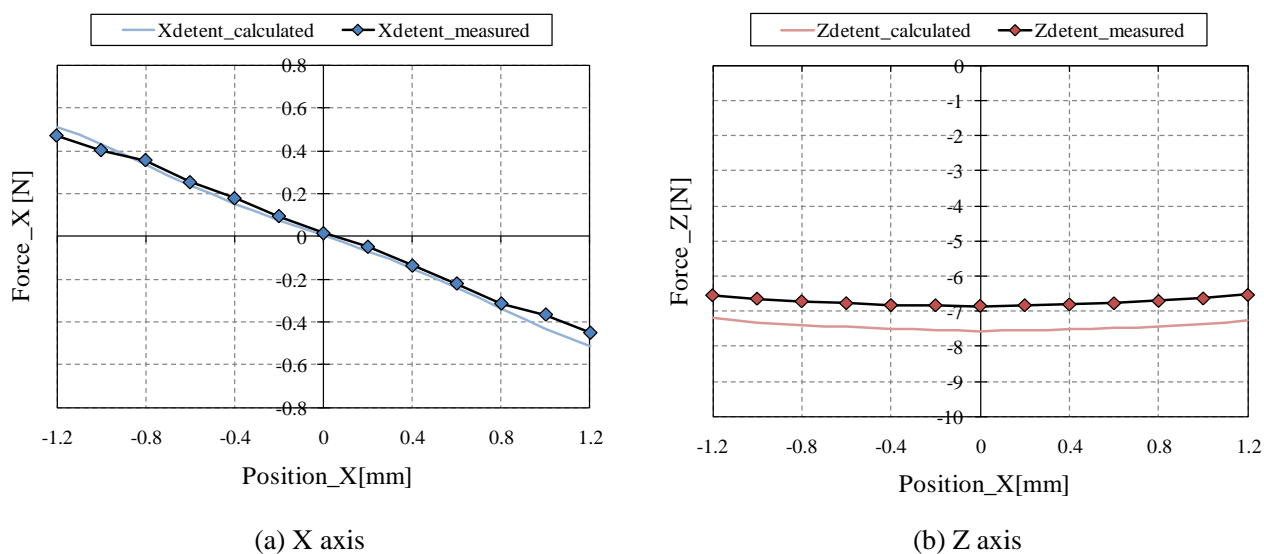 Xdetent_calculated Xdetent_measured
0.8
0.6
0.4
0.2
0
-0.2
-0.4
-0.6
-0.8
-1.2 -0.8 -0.4 0 0.4 0.8 1.2
Force_X [N]
Position_X[mm]
(a) X axis
Zdetent_calculated Zdetent_measured
0
-1
-2
-3
-4
-5
-6
-7
-8
-9
-10
-1.2 -0.8 -0.4 0 0.4 0.8 1.2
Force _Z[N]
Position_X[mm]
(b) Z axis